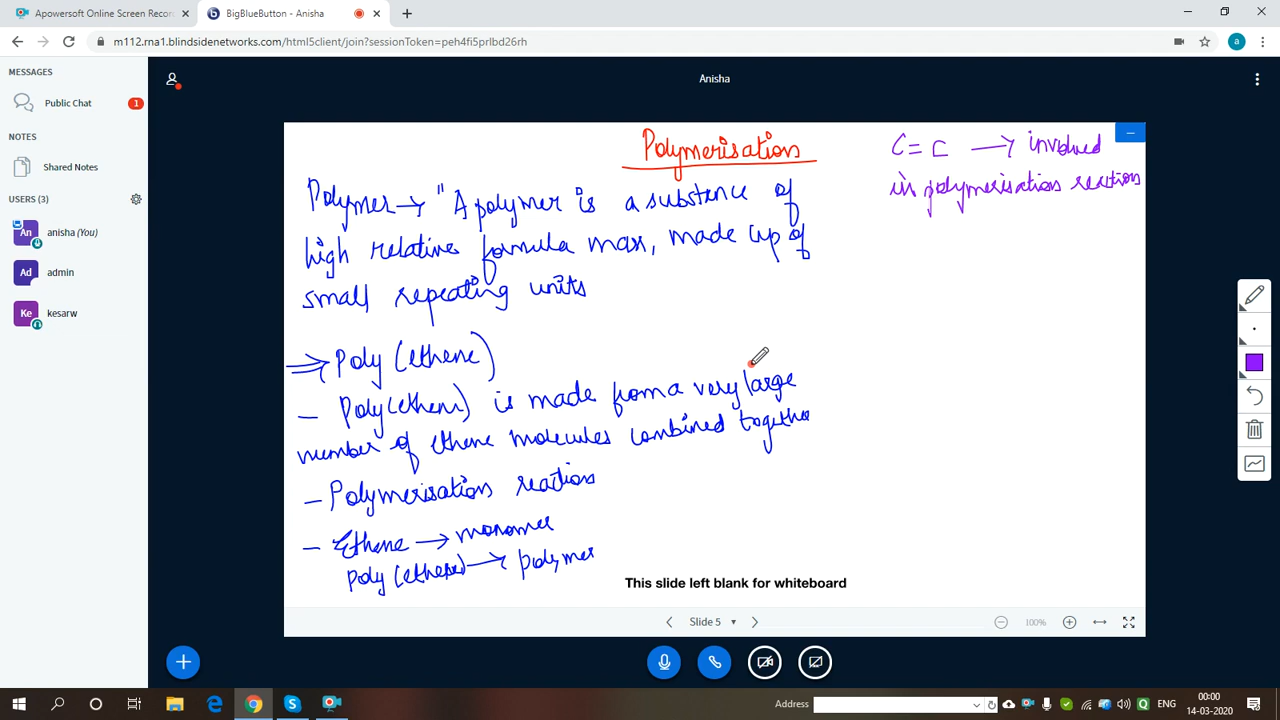 Apowersoft Online Screen Record
BigBlueButton - Anisha
m112.rna1.blindsidenetworks.com/html5client/join?sessionToken=peh4fi5prlbd26rh
a
MESSAGES
Public Chat
1
NOTES
Shared Notes
USERS (3)
An
anisha (You)
Ad
admin
Ke
kesarw
Anisha
Polymerisation
C=C → involved
in polymerisation reactions
Polymer → "A polymer is a substance of
high relative formula mass, made up of
small repeating units
⇒ Poly (ethene)
- Poly(ethene) is made from a very large
number of ethene molecules combined together
- Polymerisation reaction
- Ethene → monomer
Poly (ethene) → polymer
This slide left blank for whiteboard
Slide 5
100%
Address
ENG
00:00
14-03-2020